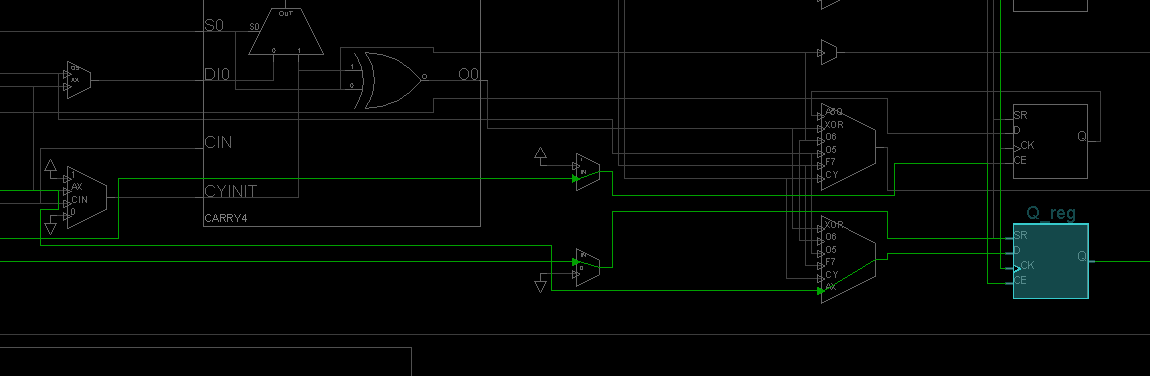 OUT
S0
S0
0 1
DI0
1
0
O
O0
CIN
CYINIT
CARRY4
1
AX
CIN
0
IN
IN
0
A5Q
XOR
O6
O5
F7
CY
XOR
O6
O5
F7
CY
AX
SR
D
CK
CE
Q
Q_reg
SR
D
CK
CE
Q